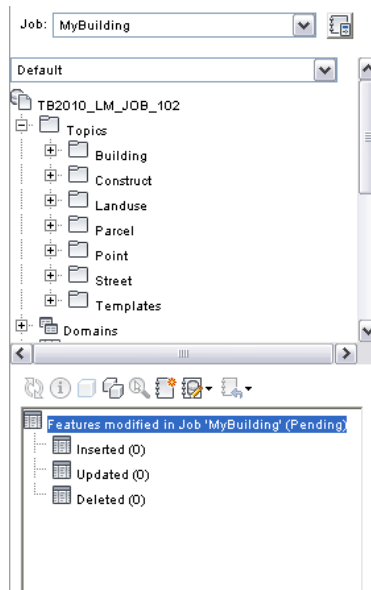 Job: MyBuilding
Default
TB2010_LM_JOB_102
Topics
Building
Construct
Landuse
Parcel
Point
Street
Templates
Domains
Features modified in Job 'MyBuilding' (Pending)
Inserted (0)
Updated (0)
Deleted (0)